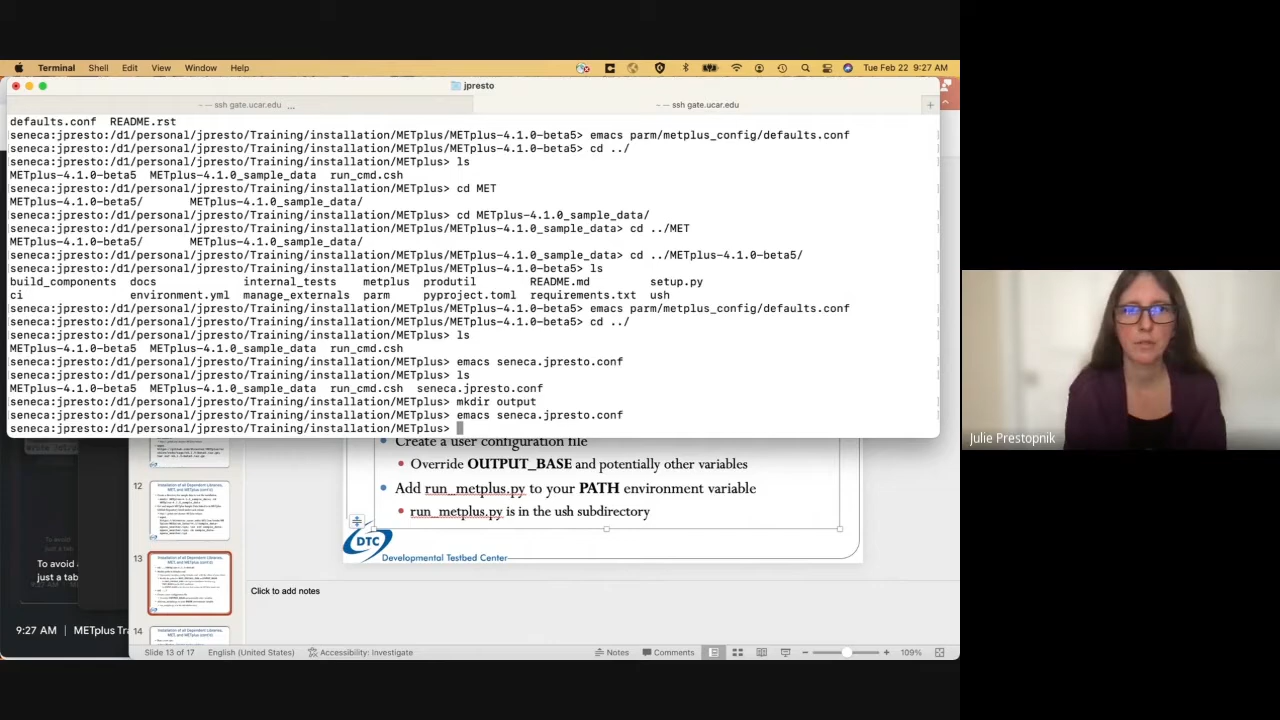 Terminal Shell Edit View Window Help Tue Feb 22 9:27 AM
jpresto
~ — ssh gate.ucar.edu ... ~ — ssh gate.ucar.edu +
defaults.conf README.rst
seneca:jpresto:/d1/personal/jpresto/Training/installation/METplus/METplus-4.1.0-beta5> emacs parm/metplus_config/defaults.conf
seneca:jpresto:/d1/personal/jpresto/Training/installation/METplus/METplus-4.1.0-beta5> cd ../
seneca:jpresto:/d1/personal/jpresto/Training/installation/METplus> ls
METplus-4.1.0-beta5 METplus-4.1.0_sample_data run_cmd.csh
seneca:jpresto:/d1/personal/jpresto/Training/installation/METplus> cd MET
METplus-4.1.0-beta5/ METplus-4.1.0_sample_data/
seneca:jpresto:/d1/personal/jpresto/Training/installation/METplus> cd METplus-4.1.0_sample_data/
seneca:jpresto:/d1/personal/jpresto/Training/installation/METplus/METplus-4.1.0_sample_data> cd ../MET
METplus-4.1.0-beta5/ METplus-4.1.0_sample_data/
seneca:jpresto:/d1/personal/jpresto/Training/installation/METplus/METplus-4.1.0_sample_data> cd ../METplus-4.1.0-beta5/
seneca:jpresto:/d1/personal/jpresto/Training/installation/METplus/METplus-4.1.0-beta5> ls
build_components docs internal_tests metplus produtil README.md setup.py
ci environment.yml manage_externals parm pyproject.toml requirements.txt ush
seneca:jpresto:/d1/personal/jpresto/Training/installation/METplus/METplus-4.1.0-beta5> emacs parm/metplus_config/defaults.conf
seneca:jpresto:/d1/personal/jpresto/Training/installation/METplus/METplus-4.1.0-beta5> cd ../
seneca:jpresto:/d1/personal/jpresto/Training/installation/METplus> ls
METplus-4.1.0-beta5 METplus-4.1.0_sample_data run_cmd.csh
seneca:jpresto:/d1/personal/jpresto/Training/installation/METplus> emacs seneca.jpresto.conf
seneca:jpresto:/d1/personal/jpresto/Training/installation/METplus> ls
METplus-4.1.0-beta5 METplus-4.1.0_sample_data run_cmd.csh seneca.jpresto.conf
seneca:jpresto:/d1/personal/jpresto/Training/installation/METplus> mkdir output
seneca:jpresto:/d1/personal/jpresto/Training/installation/METplus> emacs seneca.jpresto.conf
seneca:jpresto:/d1/personal/jpresto/Training/installation/METplus>
Create a user configuration file
Override OUTPUT_BASE and potentially other variables
Add run_metplus.py to your PATH environment variable
run_metplus.py is in the ush subdirectory
DTC
Developmental Testbed Center
12
13
14
To avoid
just a tab
9:27 AM | METplus Tra
Click to add notes
Slide 13 of 17 English (United States) Accessibility: Investigate Notes Comments 109%
Julie Prestopnik